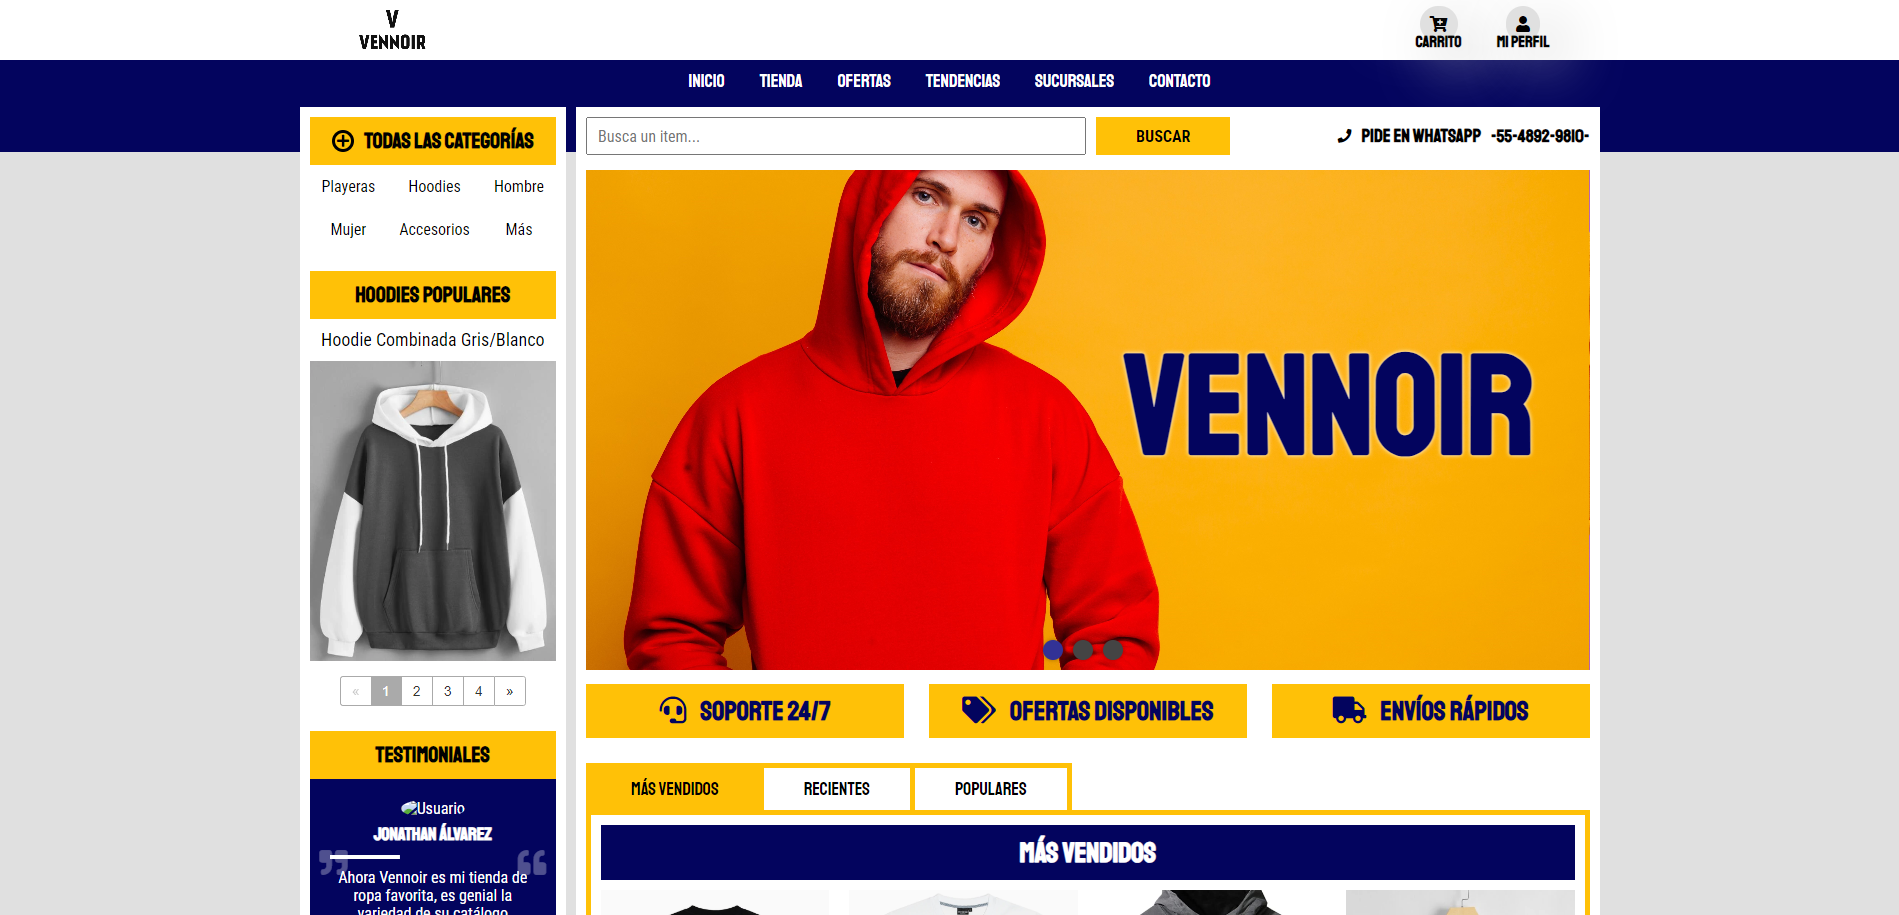 V
VENNOIR
CARRITO
MI PERFIL
INICIO
TIENDA
OFERTAS
TENDENCIAS
SUCURSALES
CONTACTO
TODAS LAS CATEGORÍAS
Playeras
Hoodies
Hombre
Mujer
Accesorios
Más
HOODIES POPULARES
Hoodie Combinada Gris/Blanco
« 1 2 3 4 »
TESTIMONIALES
Usuario
JONATHAN ÁLVAREZ
Ahora Vennoir es mi tienda de
ropa favorita, es genial la
variedad de su catálogo
Busca un item...
BUSCAR
PIDE EN WHATSAPP -55-4892-9810-
VENNOIR
SOPORTE 24/7
OFERTAS DISPONIBLES
ENVÍOS RÁPIDOS
MÁS VENDIDOS
RECIENTES
POPULARES
MÁS VENDIDOS